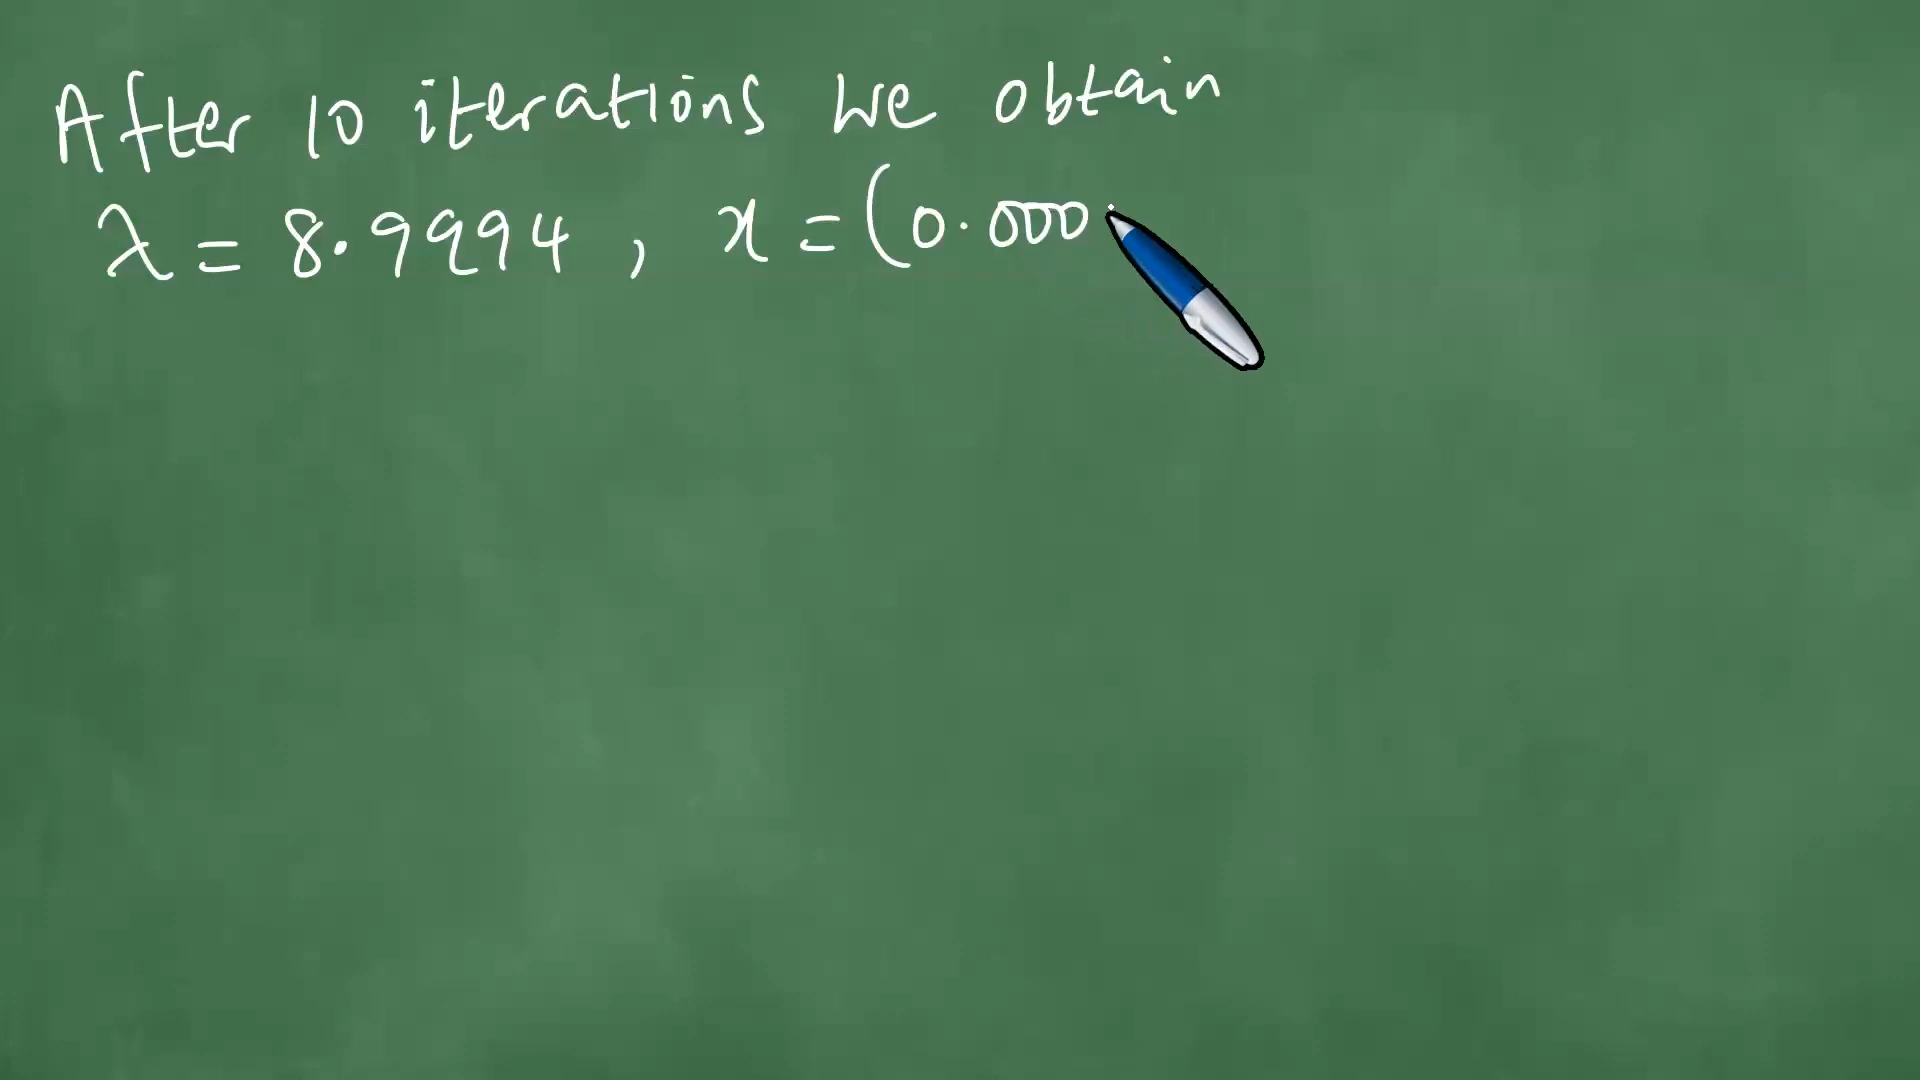 After 10 iterations we obtain
λ = 8.9994 , x = (0.000